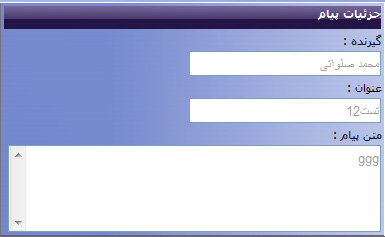 جزئیات پیام
گیرنده :
محمد صلواتی
عنوان :
تست12
متن پیام :
ggg